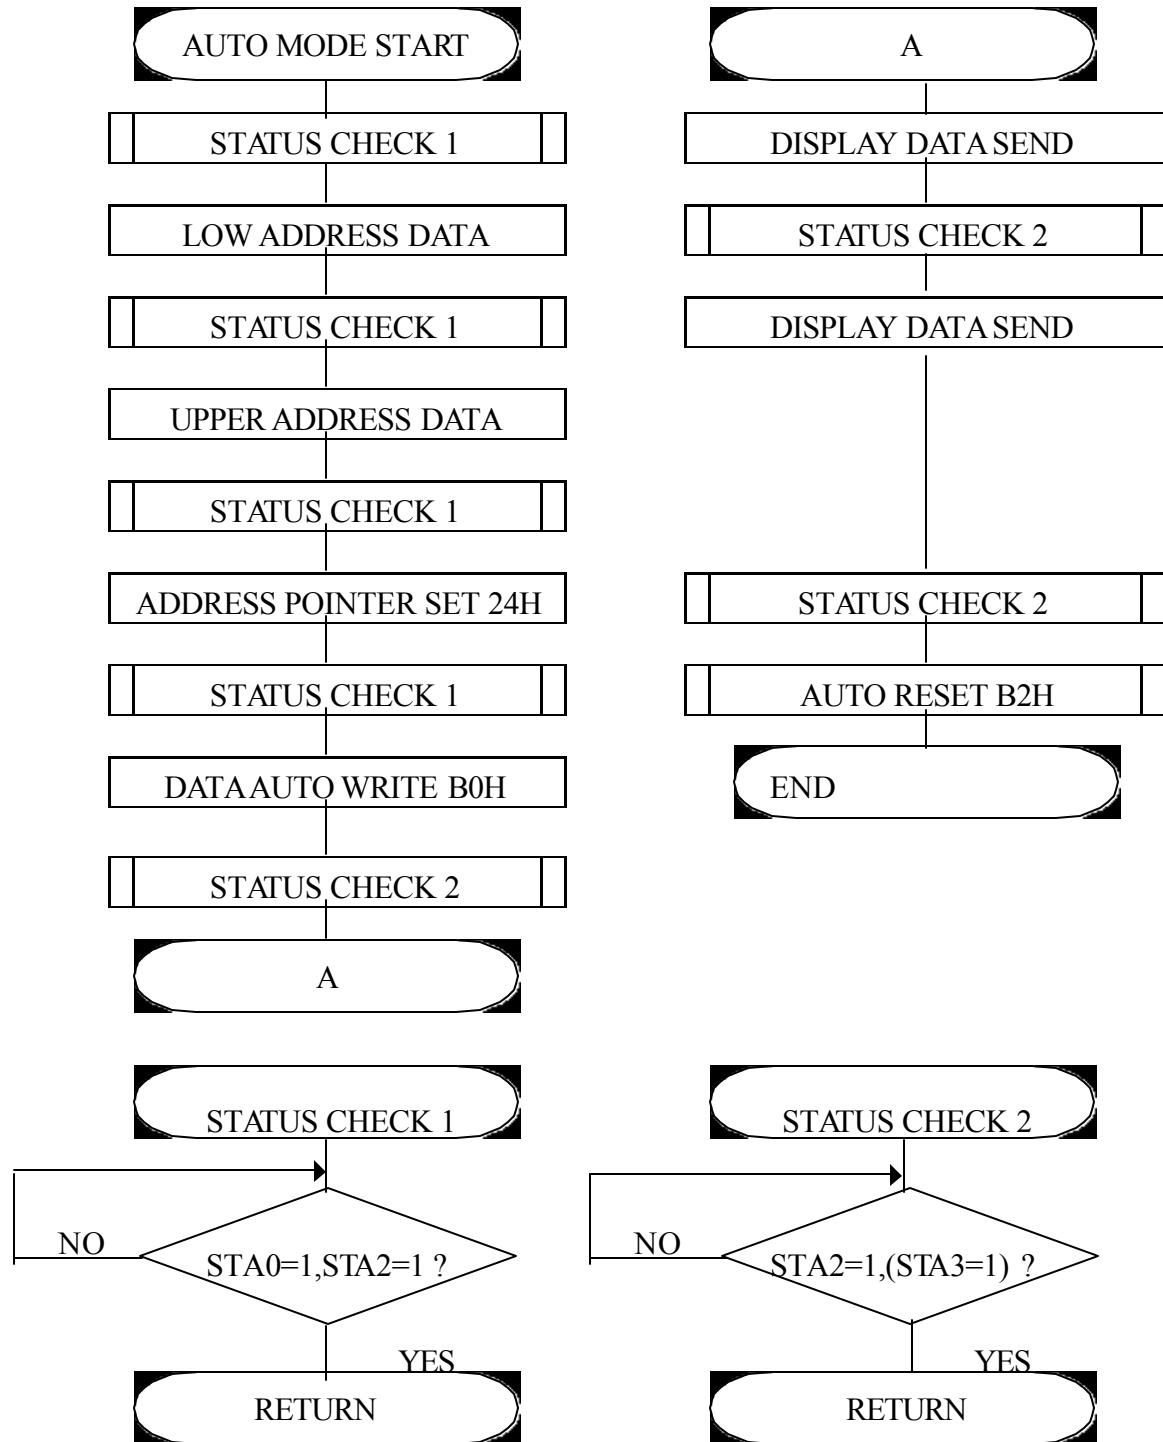 AUTO MODE START
STATUS CHECK 1
LOW ADDRESS DATA
STATUS CHECK 1
UPPER ADDRESS DATA
STATUS CHECK 1
ADDRESS POINTER SET 24H
STATUS CHECK 1
DATA AUTO WRITE B0H
STATUS CHECK 2
A
A
DISPLAY DATA SEND
STATUS CHECK 2
DISPLAY DATA SEND
STATUS CHECK 2
AUTO RESET B2H
END
STATUS CHECK 1
NO
STA0=1,STA2=1 ?
YES
RETURN
STATUS CHECK 2
NO
STA2=1,(STA3=1) ?
YES
RETURN